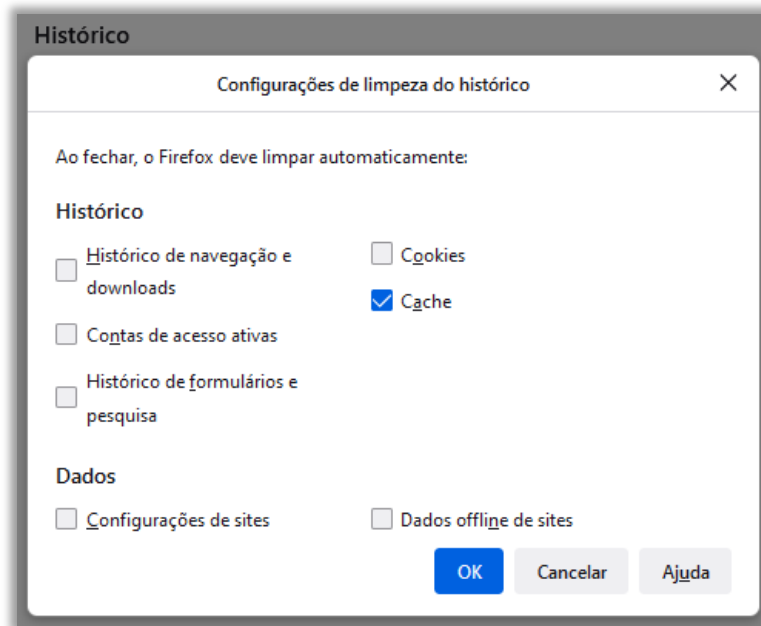 Histórico
Configurações de limpeza do histórico
Ao fechar, o Firefox deve limpar automaticamente:
Histórico
Histórico de navegação e
downloads
Cookies
Cache
Contas de acesso ativas
Histórico de formulários e
pesquisa
Dados
Configurações de sites
Dados offline de sites
OK
Cancelar
Ajuda